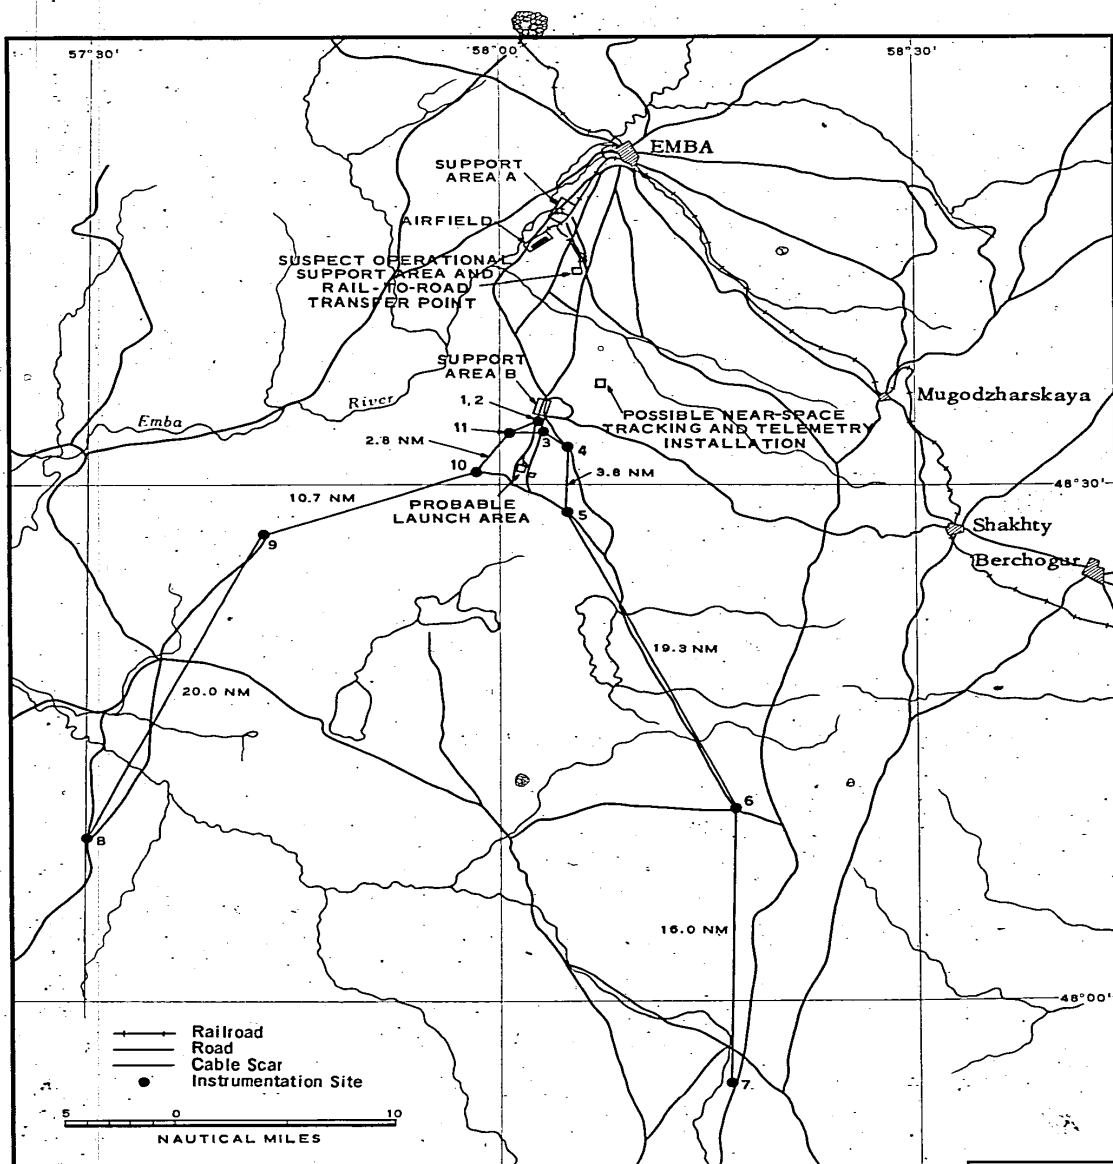 57°30'
58°00'
58°30'
EMBA
SUPPORT
AREA A
AIRFIELD
SUSPECT OPERATIONAL
SUPPORT AREA AND
RAIL-TO-ROAD
TRANSFER POINT
SUPPORT
AREA B
Mugodzharskaya
River
Emba
1, 2
POSSIBLE NEAR-SPACE
TRACKING AND TELEMETRY
INSTALLATION
11
3
4
2.8 NM
10
3.8 NM
48°30'
10.7 NM
PROBABLE
LAUNCH AREA
5
Shakhty
9
Berchogur
19.3 NM
20.0 NM
6
8
16.0 NM
48°00'
Railroad
Road
Cable Scar
Instrumentation Site
7
5 0 10
NAUTICAL MILES